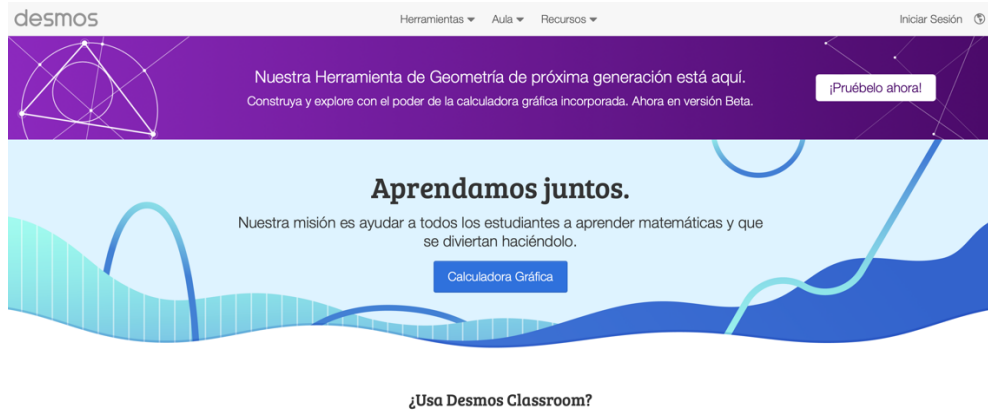 desmos
Herramientas
Aula
Recursos
Iniciar Sesión
Nuestra Herramienta de Geometría de próxima generación está aquí.
Construya y explore con el poder de la calculadora gráfica incorporada. Ahora en versión Beta.
¡Pruébelo ahora!
Aprendamos juntos.
Nuestra misión es ayudar a todos los estudiantes a aprender matemáticas y que
se diviertan haciéndolo.
Calculadora Gráfica
¿Usa Desmos Classroom?